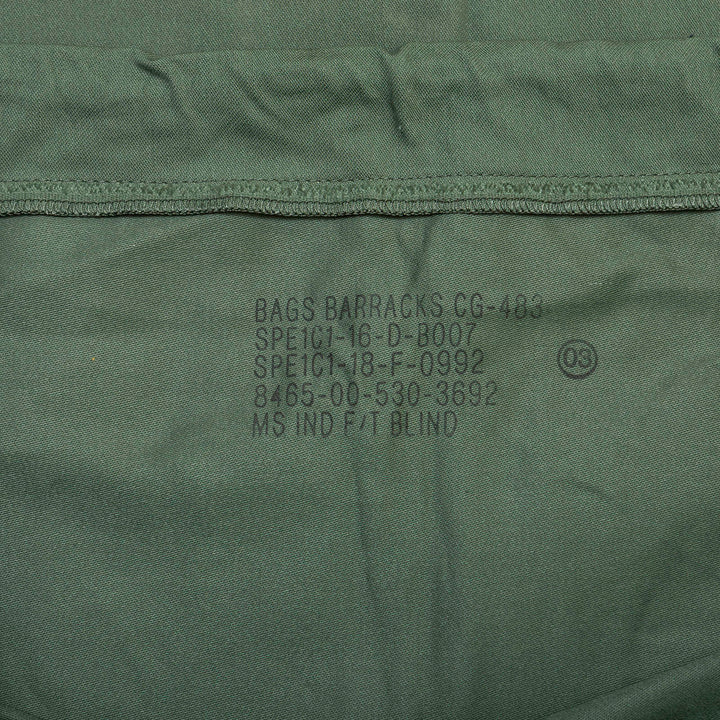 BAGS BARRACKS CG-483
SPE1C1-16-D-B007
SPE1C1-18-F-0992
03
8465-00-530-3692
MS IND F/T BLIND